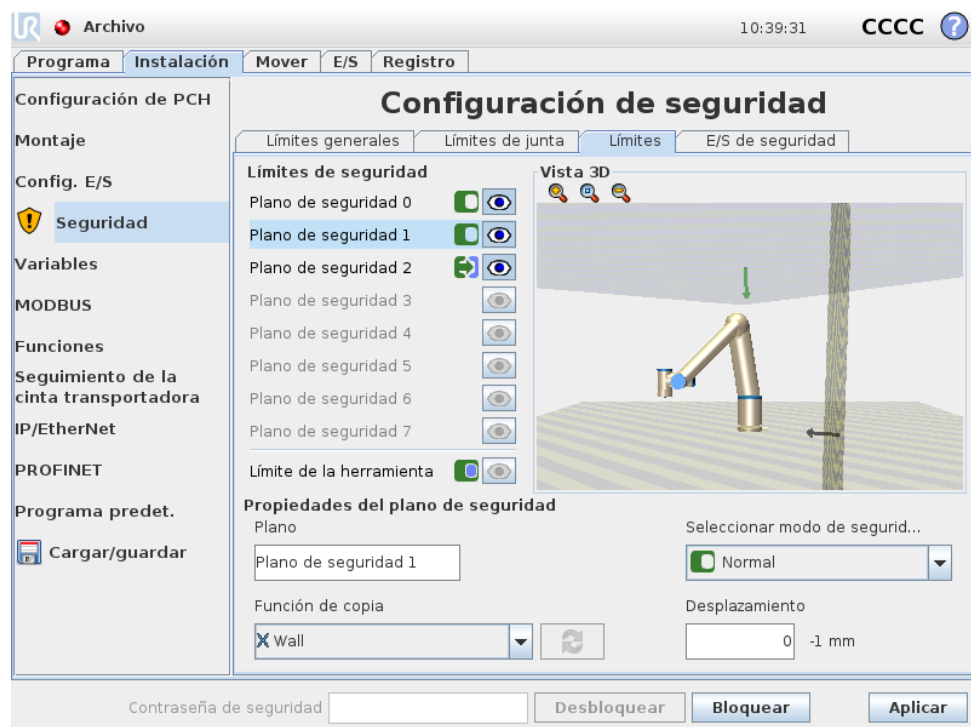 UR Archivo 10:39:31 CCCC ?
Programa Instalación Mover E/S Registro
Configuración de PCH
Montaje
Config. E/S
Seguridad
Variables
MODBUS
Funciones
Seguimiento de la
cinta transportadora
IP/EtherNet
PROFINET
Programa predet.
Cargar/guardar
Configuración de seguridad
Límites generales Límites de junta Límites E/S de seguridad
Límites de seguridad
Plano de seguridad 0
Plano de seguridad 1
Plano de seguridad 2
Plano de seguridad 3
Plano de seguridad 4
Plano de seguridad 5
Plano de seguridad 6
Plano de seguridad 7
Límite de la herramienta
Vista 3D
Propiedades del plano de seguridad
Plano
Plano de seguridad 1
Seleccionar modo de segurid...
Normal
Función de copia
Wall
Desplazamiento
0 -1 mm
Contraseña de seguridad Desbloquear Bloquear Aplicar